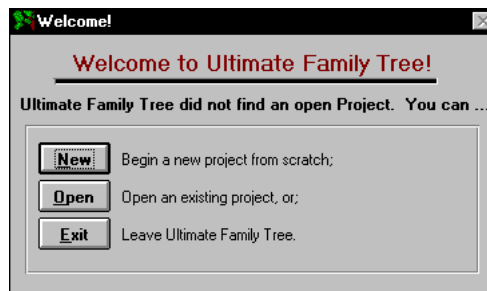 Welcome!
Welcome to Ultimate Family Tree!
Ultimate Family Tree did not find an open Project. You can ...
New Begin a new project from scratch;
Open Open an existing project, or;
Exit Leave Ultimate Family Tree.